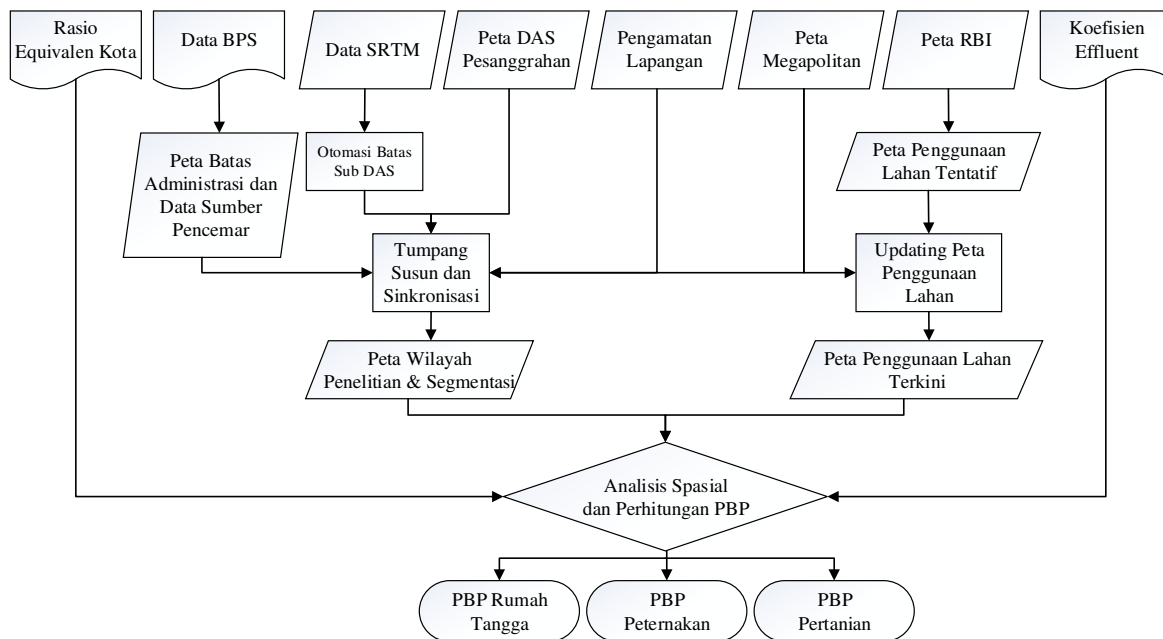 Rasio
Equivalen Kota
Data BPS
Data SRTM
Peta DAS
Pesanggrahan
Pengamatan
Lapangan
Peta
Megapolitan
Peta RBI
Koefisien
Effluent
Peta Batas
Administrasi dan
Data Sumber
Pencemar
Otomasi Batas
Sub DAS
Peta Penggunaan
Lahan Tentatif
Tumpang
Susun dan
Sinkronisasi
Updating Peta
Penggunaan
Lahan
Peta Wilayah
Penelitian & Segmentasi
Peta Penggunaan Lahan
Terkini
Analisis Spasial
dan Perhitungan PBP
PBP Rumah
Tangga
PBP
Peternakan
PBP
Pertanian